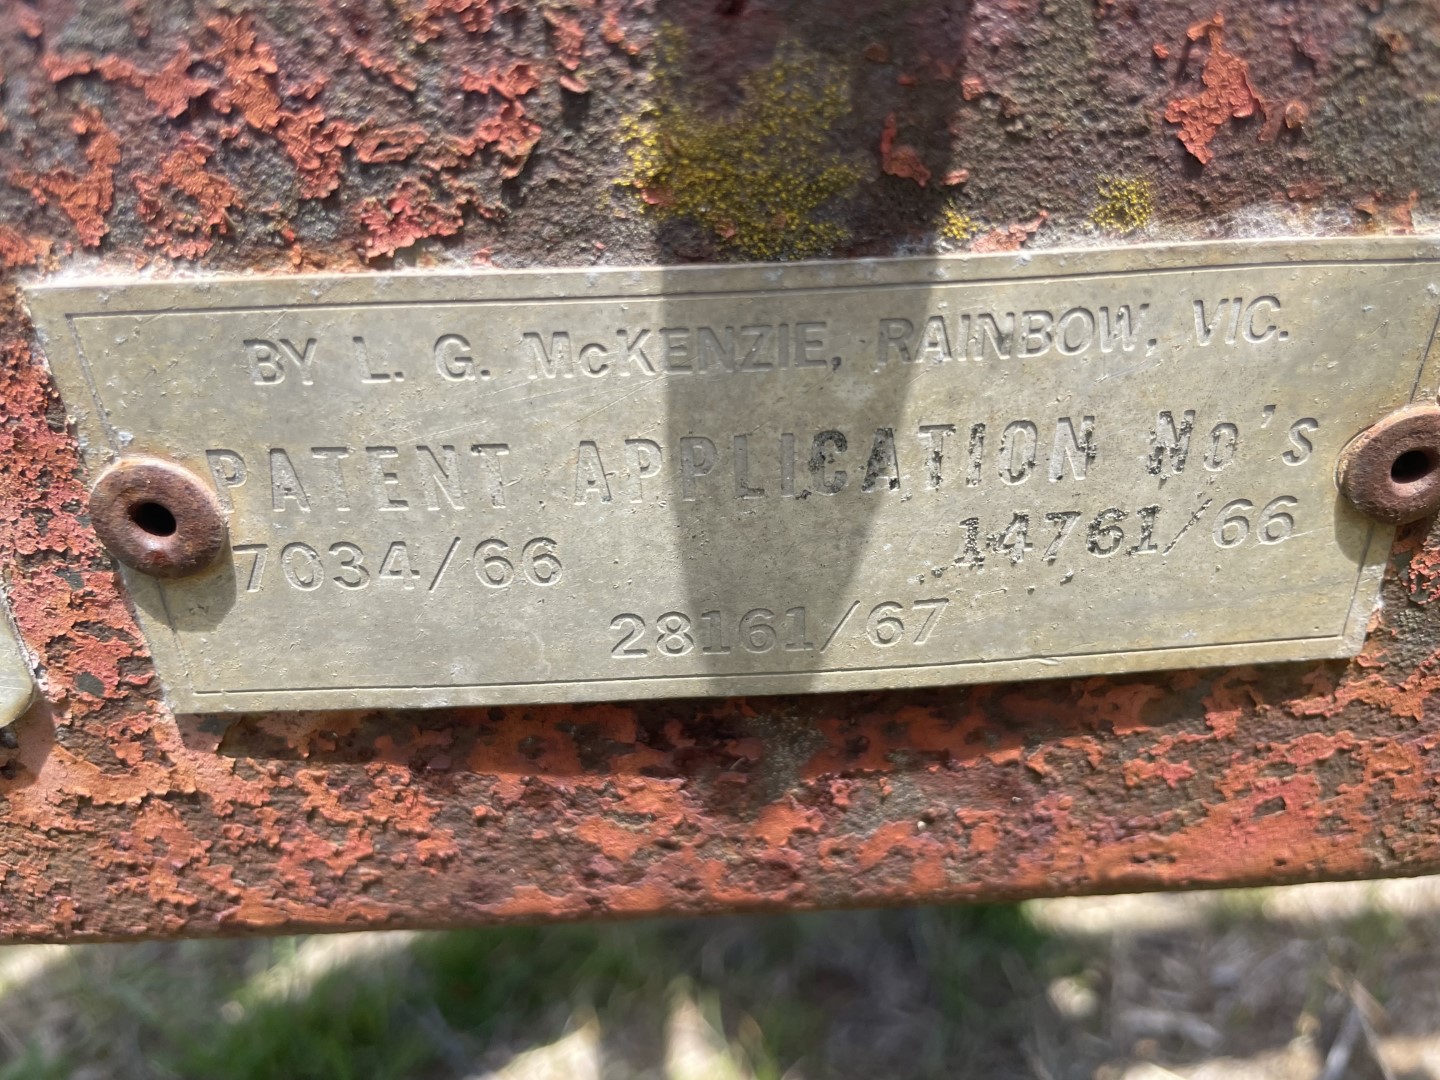 BY L. G. McKENZIE, RAINBOW, VIC.
PATENT APPLICATION No's
7034/66 14761/66
28161/67